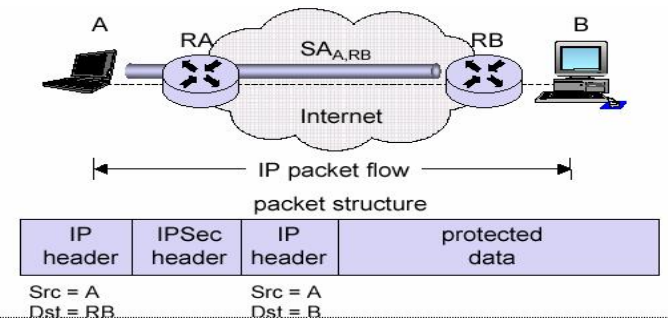 A B
RA SA_A,RB RB
Internet
IP packet flow
packet structure
IP IPSec IP protected
header header header data
Src = A Src = A
Dst = RB Dst = B